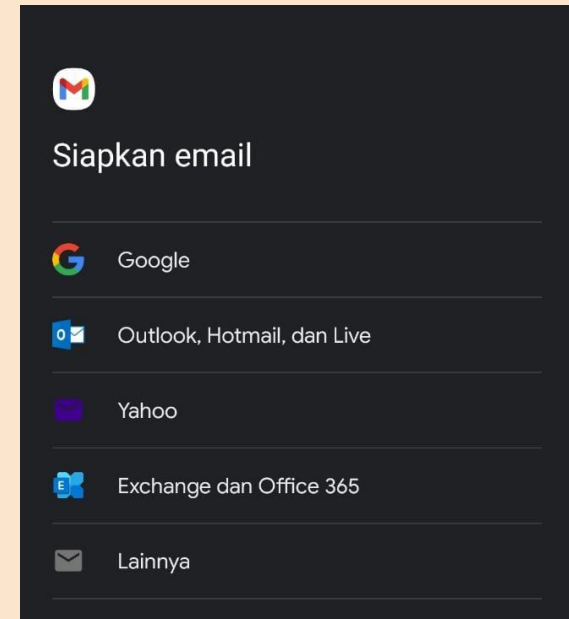 Siapkan email
Google
Outlook, Hotmail, dan Live
Yahoo
Exchange dan Office 365
Lainnya